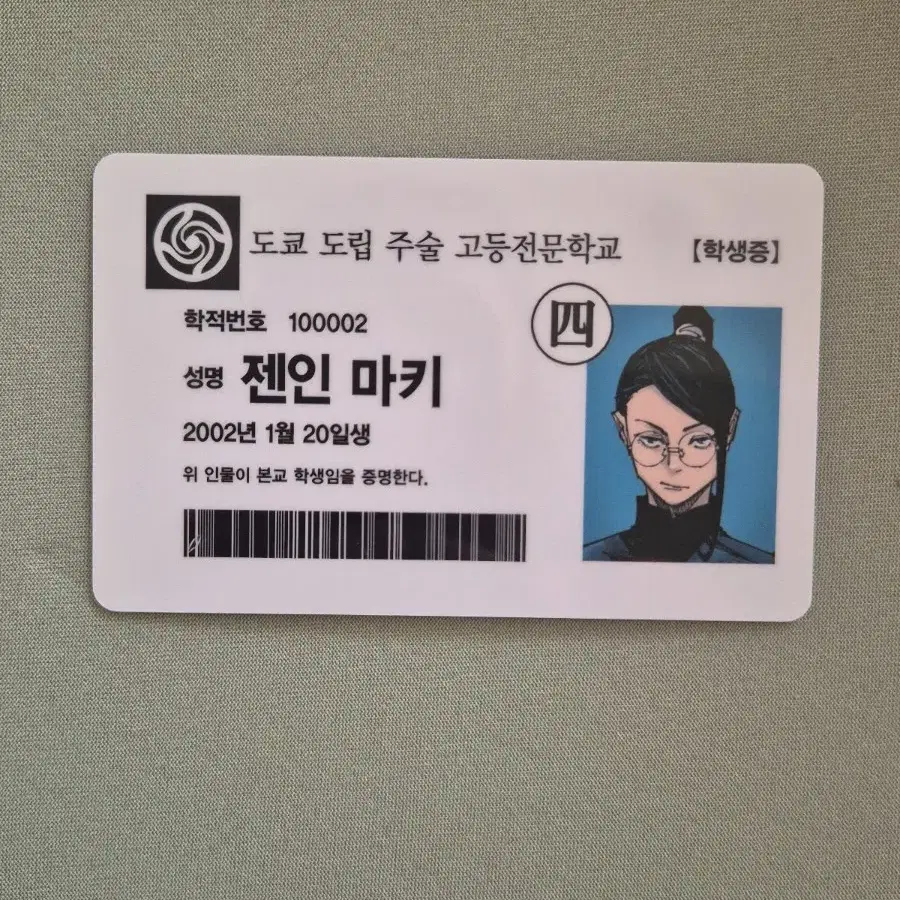 도쿄 도립 주술 고등전문학교 【학생증】
학적번호 100002
四
성명 젠인 마키
2002년 1월 20일생
위 인물이 본교 학생임을 증명한다.